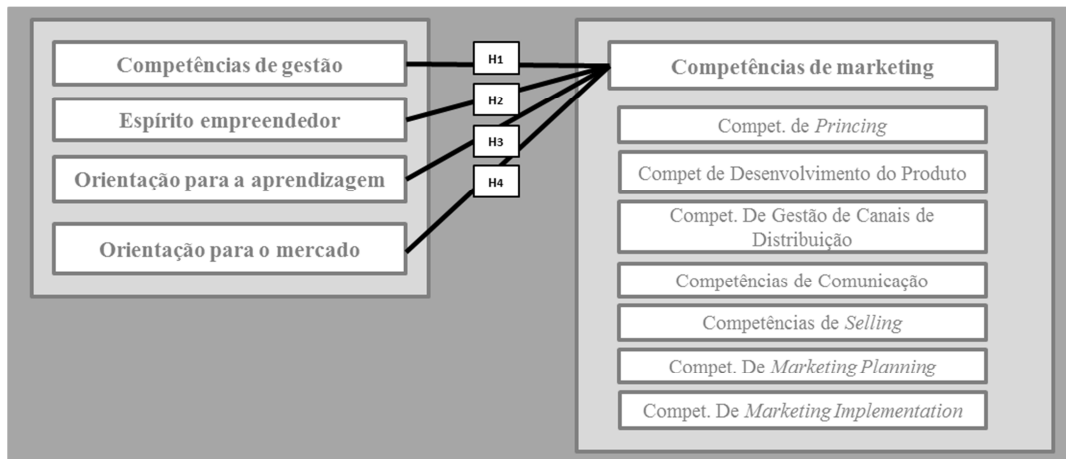 Competências de gestão
Espírito empreendedor
Orientação para a aprendizagem
Orientação para o mercado
H1
H2
H3
H4
Competências de marketing
Compet. de Princing
Compet de Desenvolvimento do Produto
Compet. De Gestão de Canais de
Distribuição
Competências de Comunicação
Competências de Selling
Compet. De Marketing Planning
Compet. De Marketing Implementation